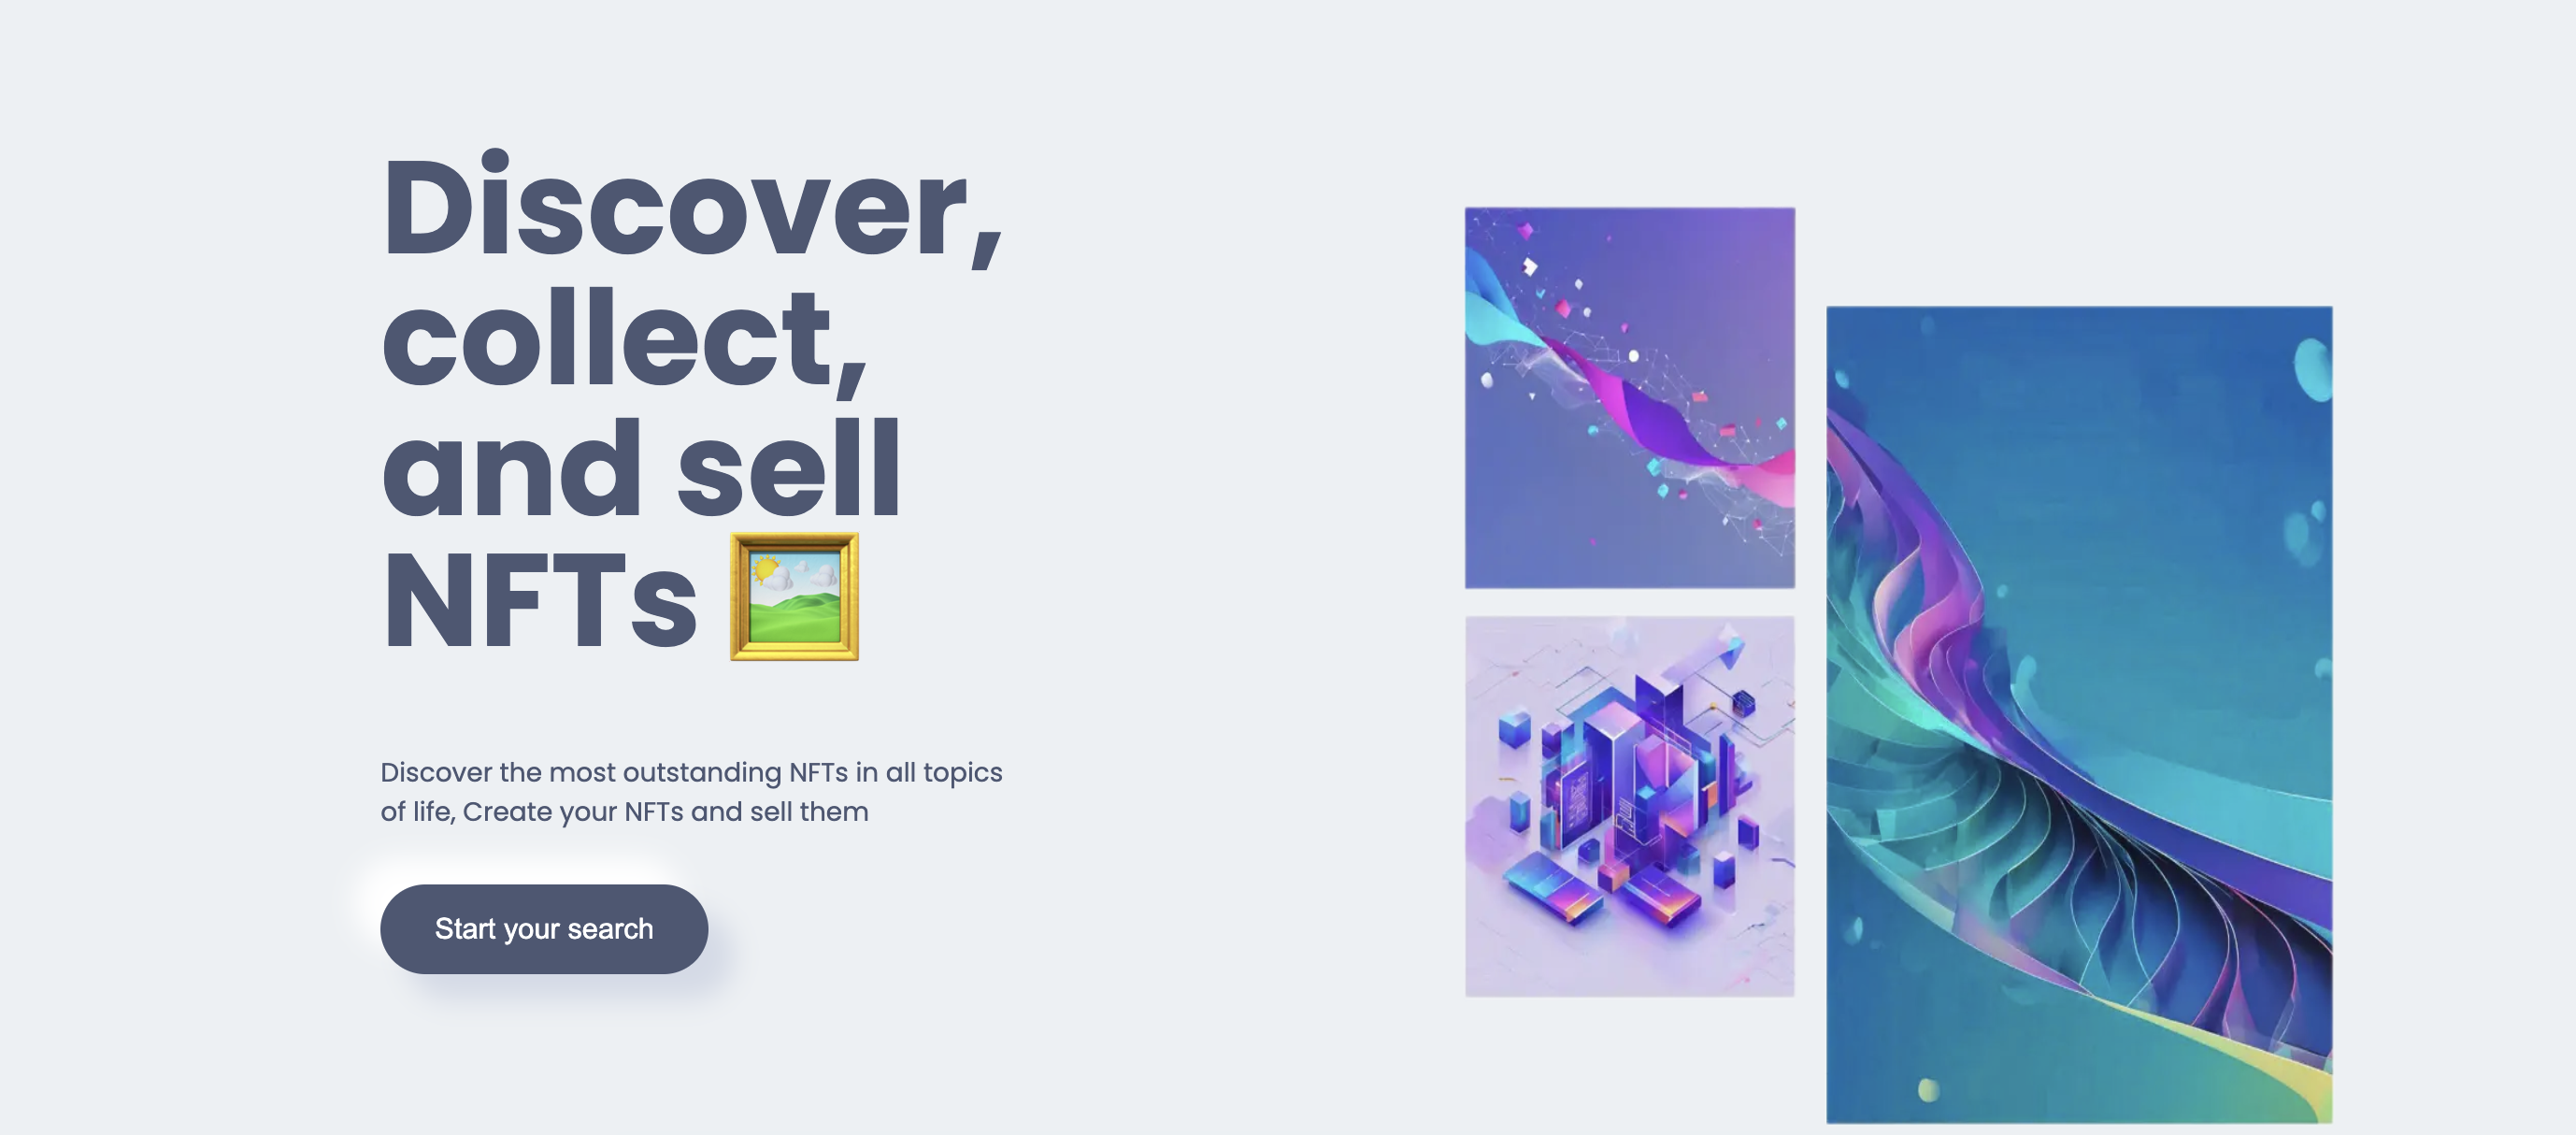 Discover,
collect,
and sell
NFTs 🖼️
Discover the most outstanding NFTs in all topics
of life, Create your NFTs and sell them
Start your search